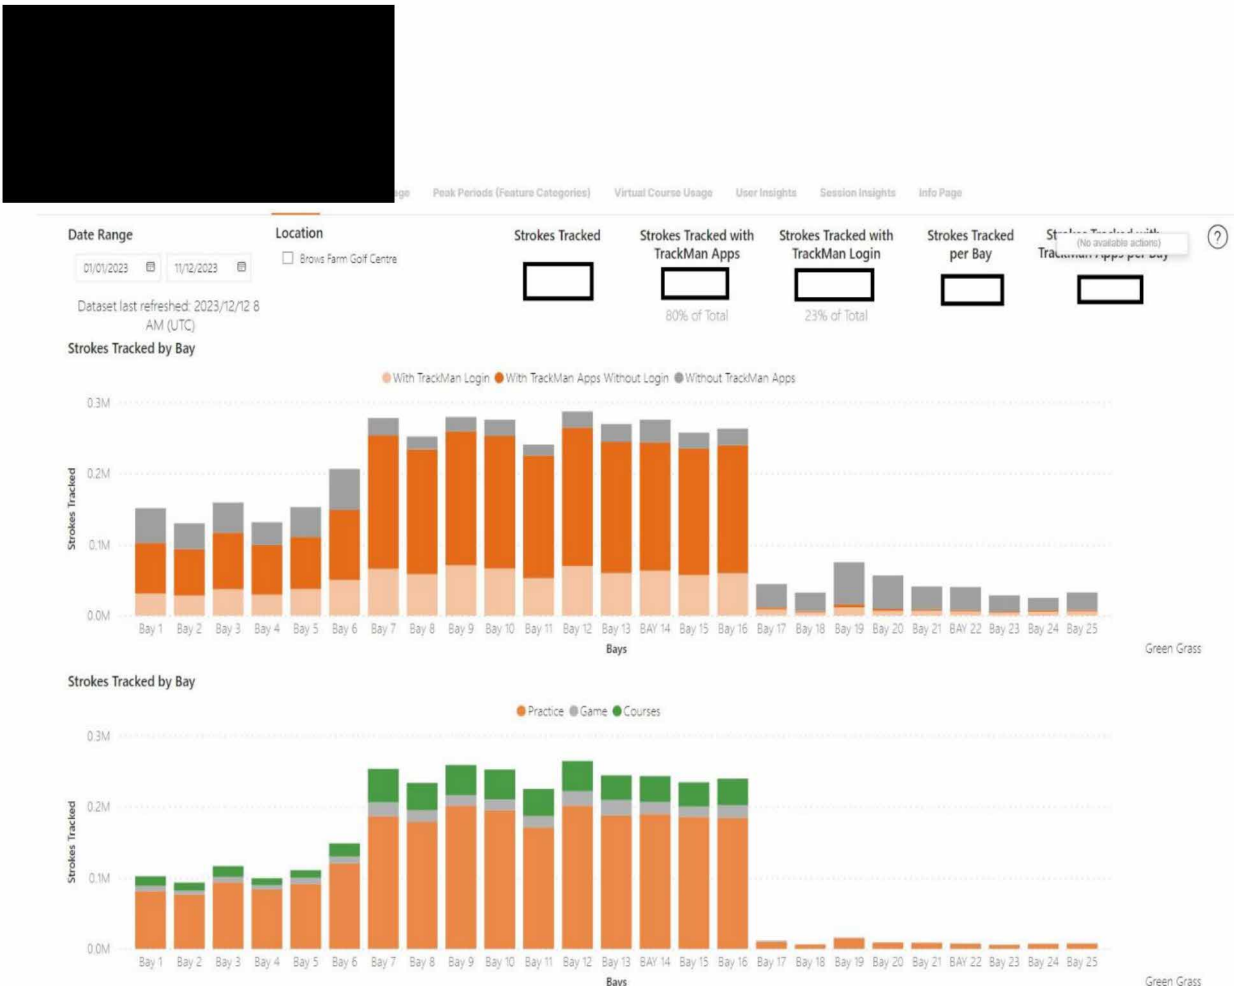 age Peak Periods (Feature Categories) Virtual Course Usage User Insights Session Insights Info Page
Date Range
01/01/2023 11/12/2023
Dataset last refreshed: 2023/12/12 8
AM (UTC)
Location
Brows Farm Golf Centre
Strokes Tracked
Strokes Tracked with
TrackMan Apps
80% of Total
Strokes Tracked with
TrackMan Login
23% of Total
Strokes Tracked
per Bay
Strokes Tracked with
TrackMan Apps per Bay
(No available actions)
?
Strokes Tracked by Bay
With TrackMan Login With TrackMan Apps Without Login Without TrackMan Apps
Strokes Tracked
0.3M
0.2M
0.1M
0.0M
Bay 1 Bay 2 Bay 3 Bay 4 Bay 5 Bay 6 Bay 7 Bay 8 Bay 9 Bay 10 Bay 11 Bay 12 Bay 13 BAY 14 Bay 15 Bay 16 Bay 17 Bay 18 Bay 19 Bay 20 Bay 21 BAY 22 Bay 23 Bay 24 Bay 25
Bays
Green Grass
Strokes Tracked by Bay
Practice Game Courses
Strokes Tracked
0.3M
0.2M
0.1M
0.0M
Bay 1 Bay 2 Bay 3 Bay 4 Bay 5 Bay 6 Bay 7 Bay 8 Bay 9 Bay 10 Bay 11 Bay 12 Bay 13 BAY 14 Bay 15 Bay 16 Bay 17 Bay 18 Bay 19 Bay 20 Bay 21 BAY 22 Bay 23 Bay 24 Bay 25
Bays
Green Grass